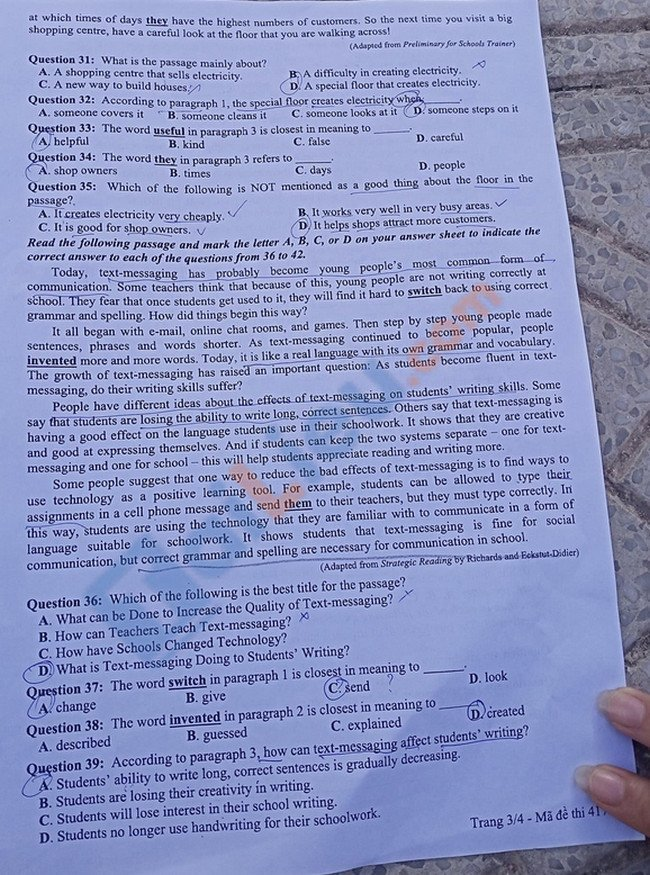 at which times of days they have the highest numbers of customers. So the next time you visit a big
shopping centre, have a careful look at the floor that you are walking across!
(Adapted from Preliminary for Schools Trainer)
Question 31: What is the passage mainly about?
A. A shopping centre that sells electricity. B. A difficulty in creating electricity.
C. A new way to build houses. D. A special floor that creates electricity.
Question 32: According to paragraph 1, the special floor creates electricity when ______.
A. someone covers it B. someone cleans it C. someone looks at it D. someone steps on it
Question 33: The word useful in paragraph 3 is closest in meaning to ______.
A. helpful B. kind C. false D. careful
Question 34: The word they in paragraph 3 refers to ______.
A. shop owners B. times C. days D. people
Question 35: Which of the following is NOT mentioned as a good thing about the floor in the
passage?
A. It creates electricity very cheaply. B. It works very well in very busy areas.
C. It is good for shop owners. D. It helps shops attract more customers.
Read the following passage and mark the letter A, B, C, or D on your answer sheet to indicate the
correct answer to each of the questions from 36 to 42.
Today, text-messaging has probably become young people's most common form of
communication. Some teachers think that because of this, young people are not writing correctly at
school. They fear that once students get used to it, they will find it hard to switch back to using correct
grammar and spelling. How did things begin this way?
It all began with e-mail, online chat rooms, and games. Then step by step young people made
sentences, phrases and words shorter. As text-messaging continued to become popular, people
invented more and more words. Today, it is like a real language with its own grammar and vocabulary.
The growth of text-messaging has raised an important question: As students become fluent in text-
messaging, do their writing skills suffer?
People have different ideas about the effects of text-messaging on students' writing skills. Some
say that students are losing the ability to write long, correct sentences. Others say that text-messaging is
having a good effect on the language students use in their schoolwork. It shows that they are creative
and good at expressing themselves. And if students can keep the two systems separate – one for text-
messaging and one for school – this will help students appreciate reading and writing more.
Some people suggest that one way to reduce the bad effects of text-messaging is to find ways to
use technology as a positive learning tool. For example, students can be allowed to type their
assignments in a cell phone message and send them to their teachers, but they must type correctly. In
this way, students are using the technology that they are familiar with to communicate in a form of
language suitable for schoolwork. It shows students that text-messaging is fine for social
communication, but correct grammar and spelling are necessary for communication in school.
(Adapted from Strategic Reading by Richards and Eckstut-Didier)
Question 36: Which of the following is the best title for the passage?
A. What can be Done to Increase the Quality of Text-messaging?
B. How can Teachers Teach Text-messaging?
C. How have Schools Changed Technology?
D. What is Text-messaging Doing to Students' Writing?
Question 37: The word switch in paragraph 1 is closest in meaning to ______.
A. change B. give C. send ? D. look
Question 38: The word invented in paragraph 2 is closest in meaning to ______.
A. described B. guessed C. explained D. created
Question 39: According to paragraph 3, how can text-messaging affect students' writing?
A. Students' ability to write long, correct sentences is gradually decreasing.
B. Students are losing their creativity in writing.
C. Students will lose interest in their school writing.
D. Students no longer use handwriting for their schoolwork.
Trang 3/4 - Mã đề thi